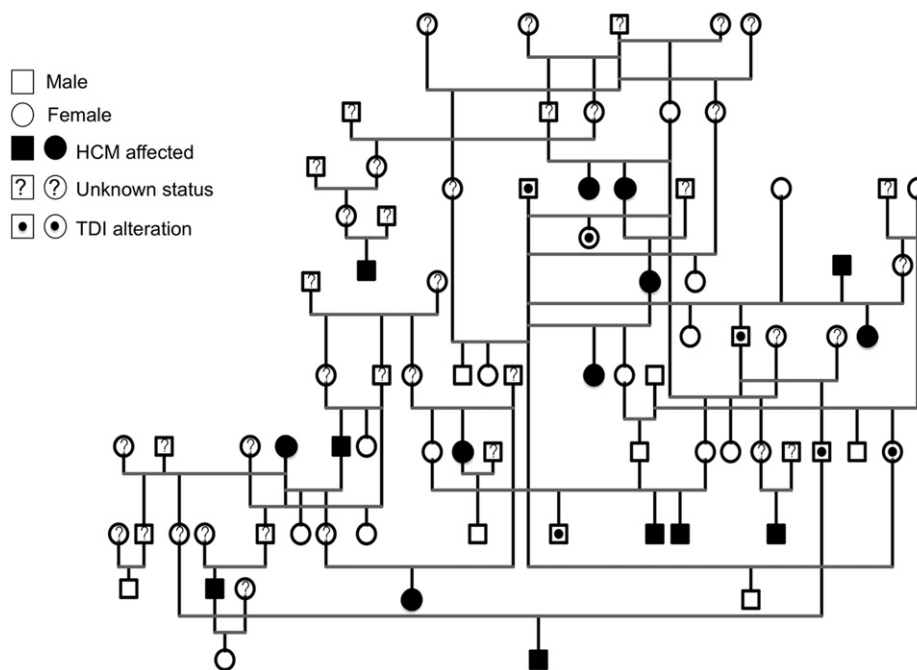 Male
Female
HCM affected
? ? Unknown status
TDI alteration
? ? ? ? ?
? ? ? ?
?
? ?
? ? ?
? ?
?
? ?
? ?
? ? ? ?
? ? ? ? ? ?
? ? ? ? ? ?
?